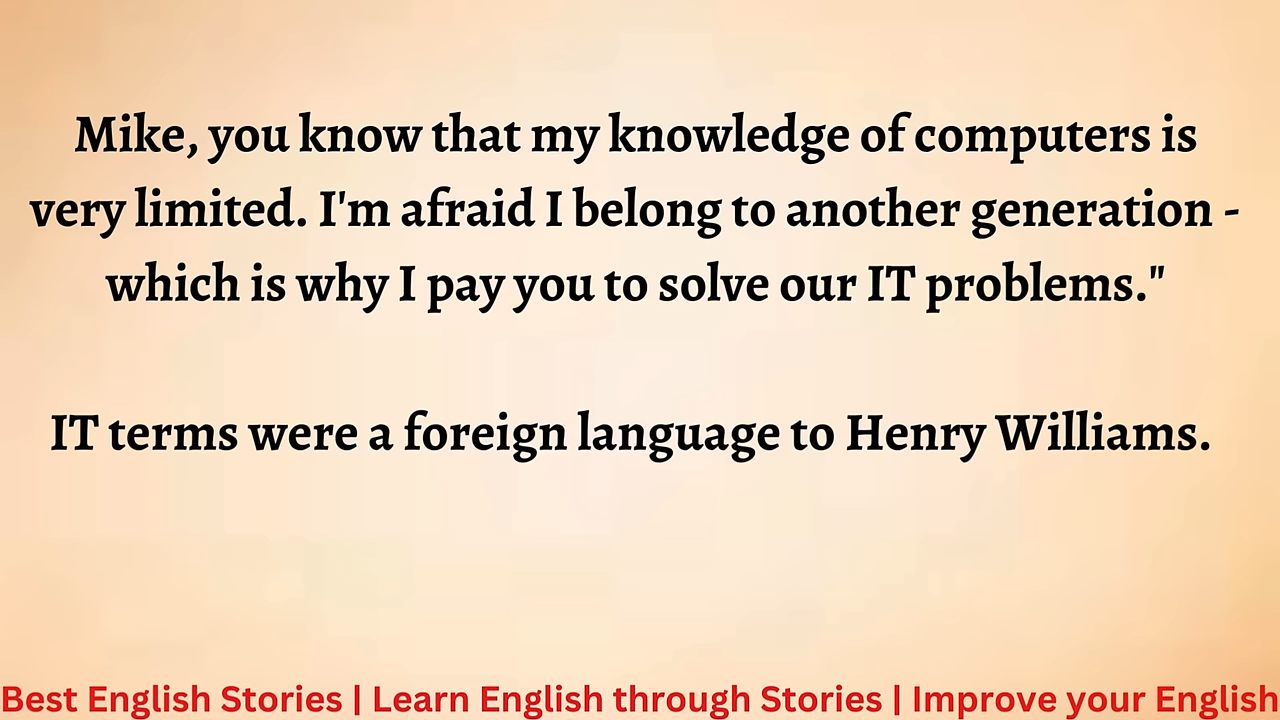 Mike, you know that my knowledge of computers is
very limited. I'm afraid I belong to another generation -
which is why I pay you to solve our IT problems."
IT terms were a foreign language to Henry Williams.
Best English Stories | Learn English through Stories | Improve your English